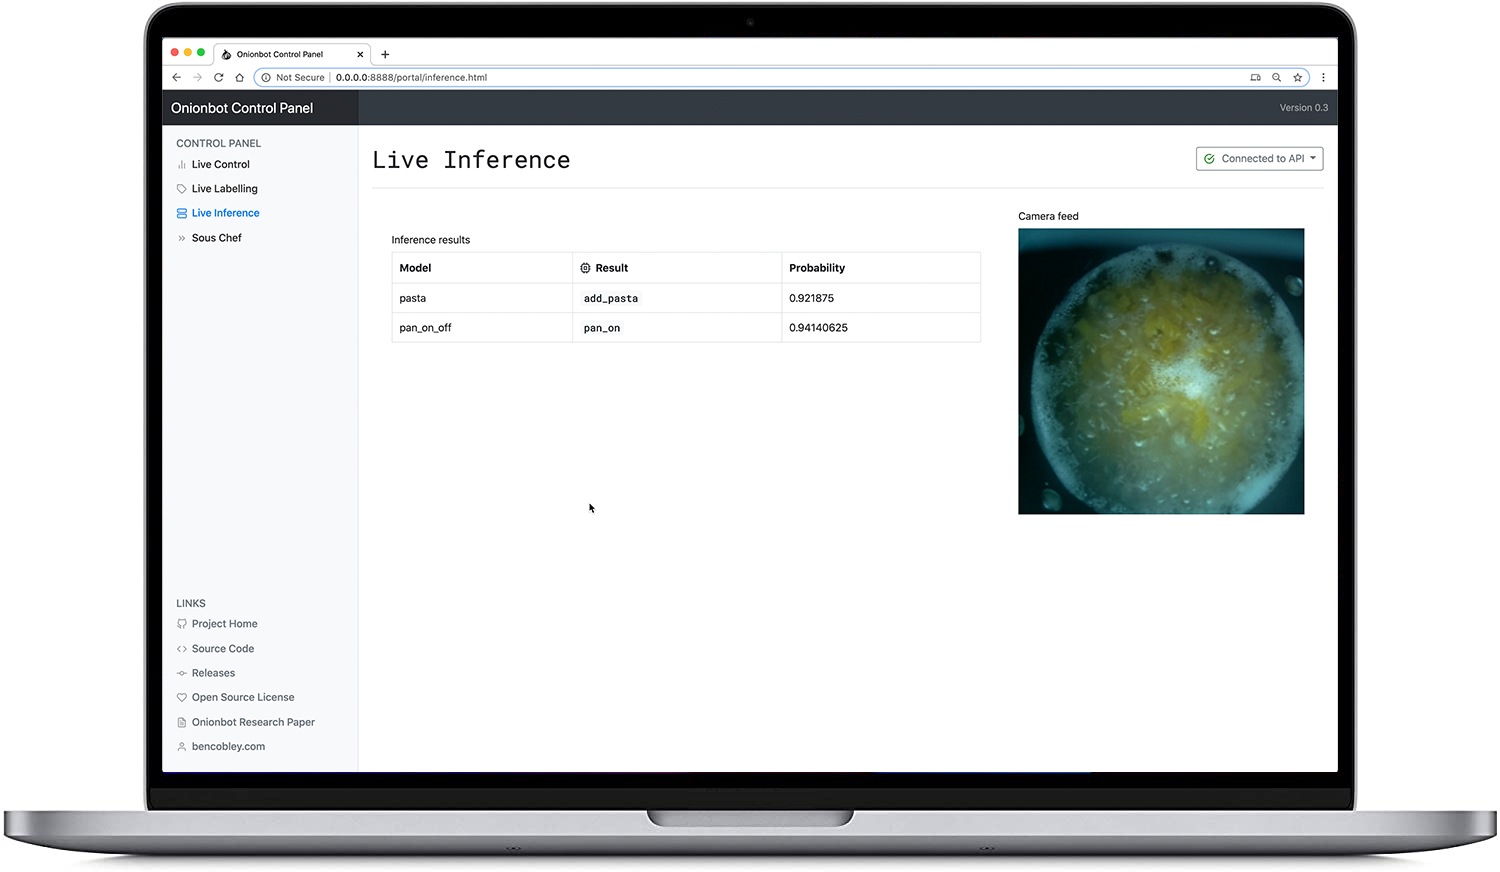 Onionbot Control Panel
Not Secure | 0.0.0.0:8888/portal/inference.html
Onionbot Control Panel
Version 0.3
CONTROL PANEL
Live Control
Live Labelling
Live Inference
Sous Chef
LINKS
Project Home
Source Code
Releases
Open Source License
Onionbot Research Paper
bencobley.com
Live Inference
Connected to API
Inference results
Model Result Probability
pasta add_pasta 0.921875
pan_on_off pan_on 0.94140625
Camera feed